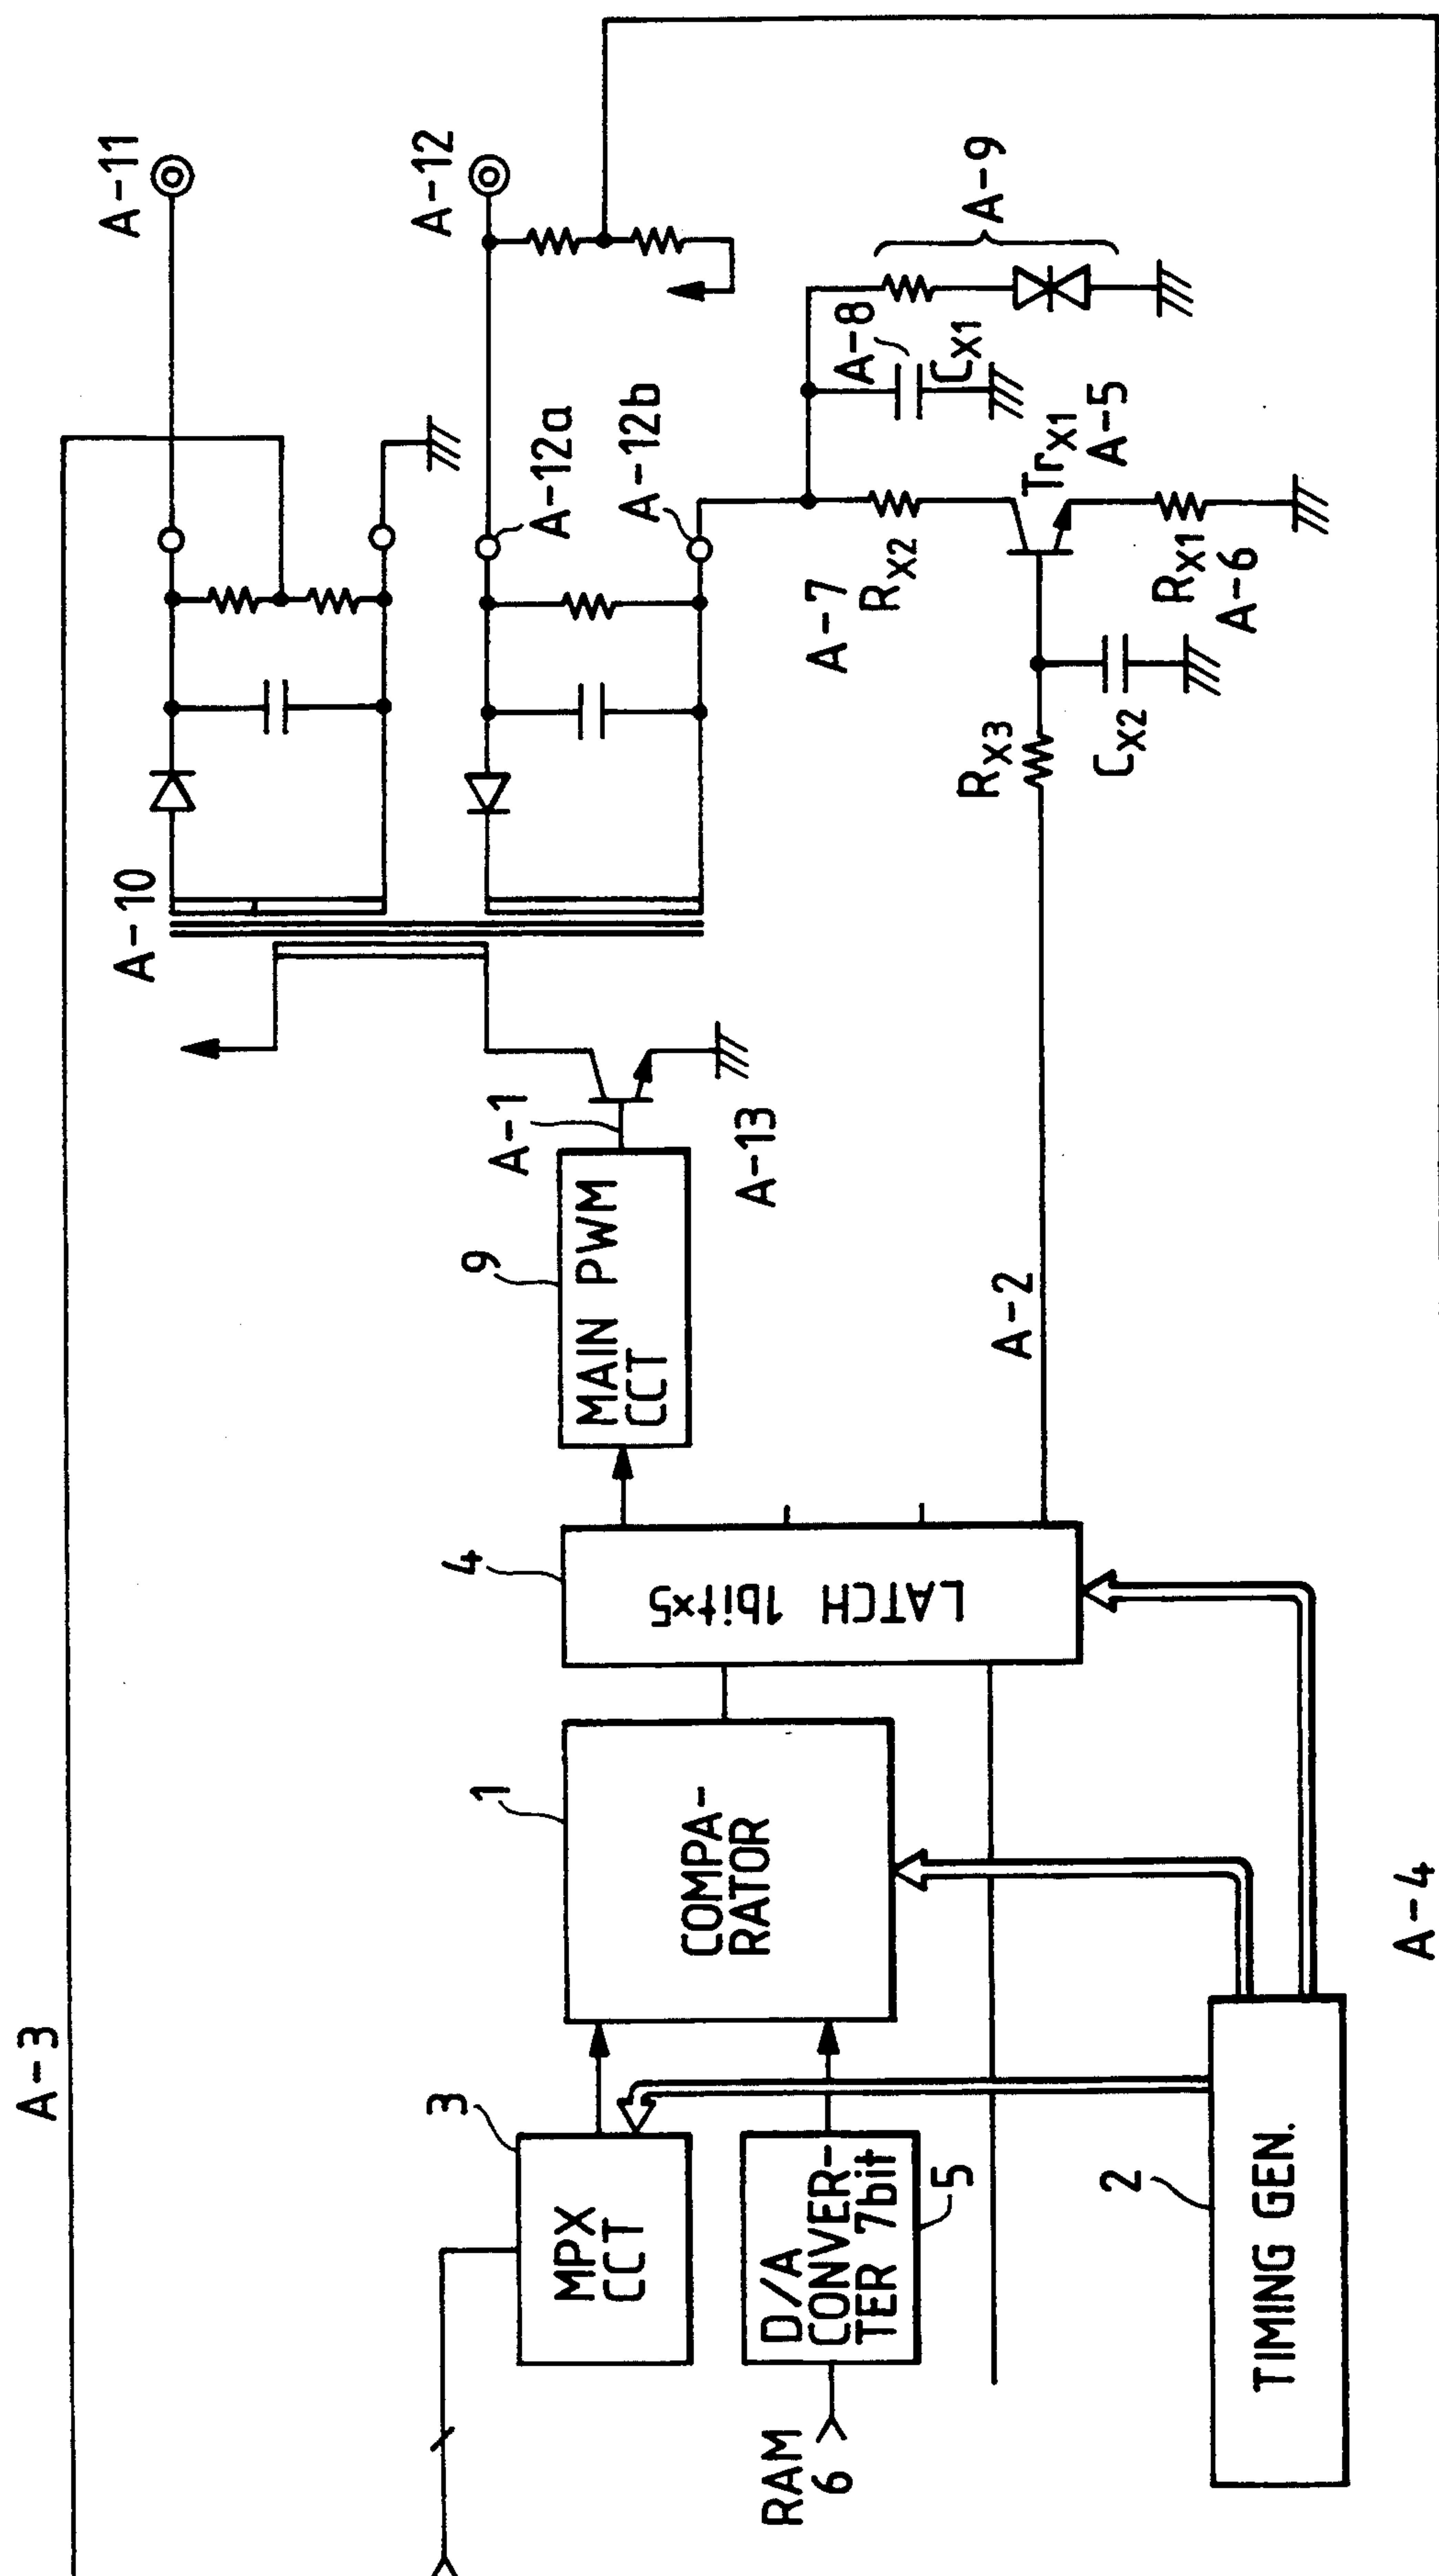 A-3
A-10
A-11
A-12
A-12a
A-12b
A-9
A-8
CX1
TrX1
A-5
A-7
RX2
RX1
A-6
RX3
CX2
A-1
A-13
9
MAIN PWM
CCT
A-2
4
LATCH 1bit×5
1
COMPA-
RATOR
3
MPX
CCT
D/A
CONVER-
TER 7bit
5
RAM
6
2
TIMING GEN.
A-4